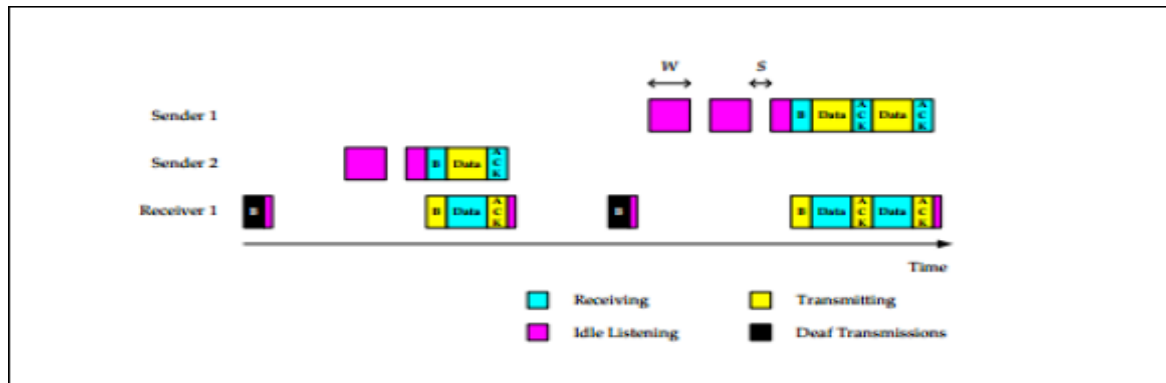 W S
Sender 1 B Data ACK Data ACK
Sender 2 B Data ACK
Receiver 1 B B Data ACK B B Data ACK Data ACK
Time
Receiving Transmitting
Idle Listening Deaf Transmissions